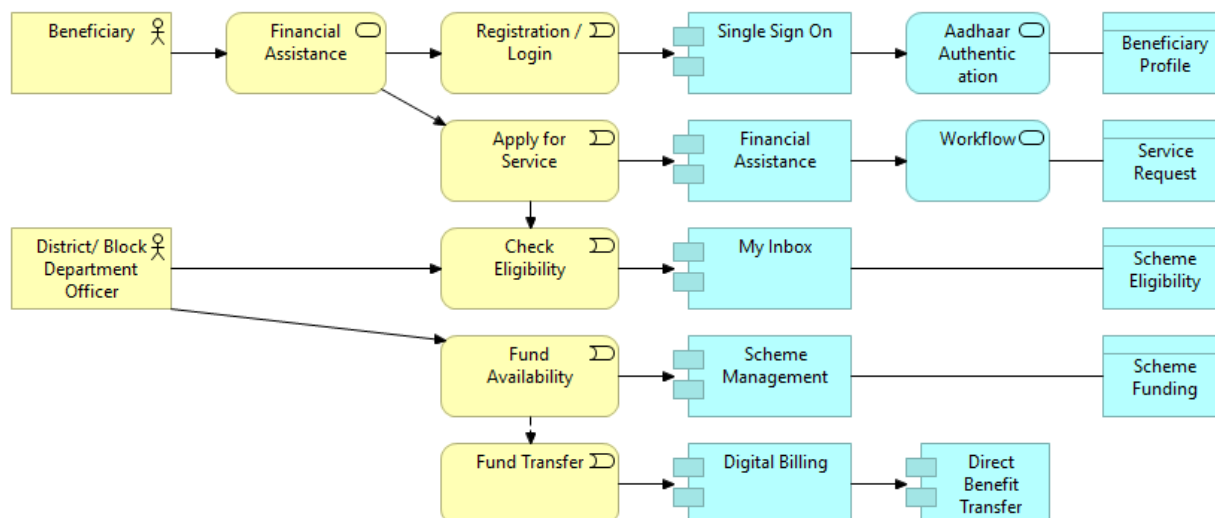 Beneficiary
Financial
Assistance
Registration /
Login
Single Sign On
Aadhaar
Authentic
ation
Beneficiary
Profile
Apply for
Service
Financial
Assistance
Workflow
Service
Request
District/ Block
Department
Officer
Check
Eligibility
My Inbox
Scheme
Eligibility
Fund
Availability
Scheme
Management
Scheme
Funding
Fund Transfer
Digital Billing
Direct
Benefit
Transfer